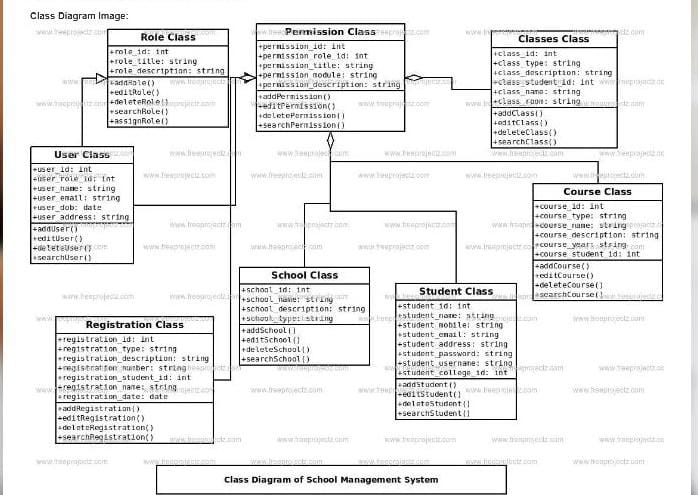 Class Diagram Image:
Role Class
+role_id: int
+role_title: string
+role_description: string
+addRole()
+editRole()
+deleteRole()
+searchRole()
+assignRole()
Permission Class
+permission_id: int
+permission_role_id: int
+permission_title: string
+permission_module: string
+permission_description: string
+addPermission()
+editPermission()
+deletePermission()
+searchPermission()
Classes Class
+class_id: int
+class_type: string
+class_description: string
+class_student_id: int
+class_name: string
+class_room: string
+addClass()
+editClass()
+deleteClass()
+searchClass()
User Class
+user_id: int
+user_role_id: int
+user_name: string
+user_email: string
+user_dob: date
+user_address: string
+addUser()
+editUser()
+deleteUser()
+searchUser()
Course Class
+course_id: int
+course_type: string
+course_name: string
+course_description: string
+course_year: string
+course_student_id: int
+addCourse()
+editCourse()
+deleteCourse()
+searchCourse()
School Class
+school_id: int
+school_name: string
+school_description: string
+school_type: string
+addSchool()
+editSchool()
+deleteSchool()
+searchSchool()
Student Class
+student_id: int
+student_name: string
+student_mobile: string
+student_email: string
+student_address: string
+student_password: string
+student_username: string
+student_college_id: int
+addStudent()
+editStudent()
+deleteStudent()
+searchStudent()
Registration Class
+registration_id: int
+registration_type: string
+registration_description: string
+registration_number: string
+registration_student_id: int
+registration_name: string
+registration_date: date
+addRegistration()
+editRegistration()
+deleteRegistration()
+searchRegistration()
Class Diagram of School Management System
www.freeprojectz.com